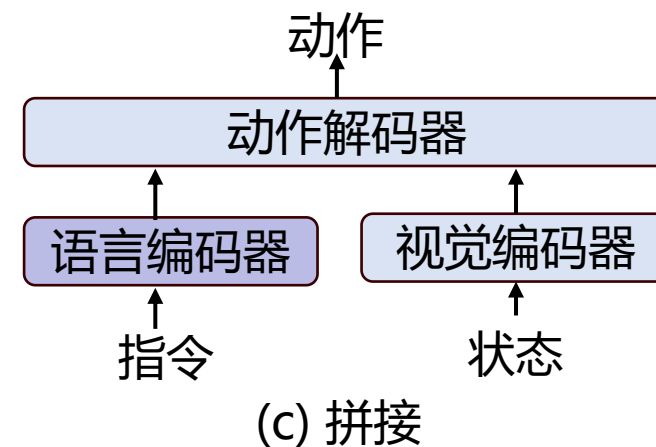 动作
动作解码器
语言编码器
视觉编码器
指令
状态
(c) 拼接